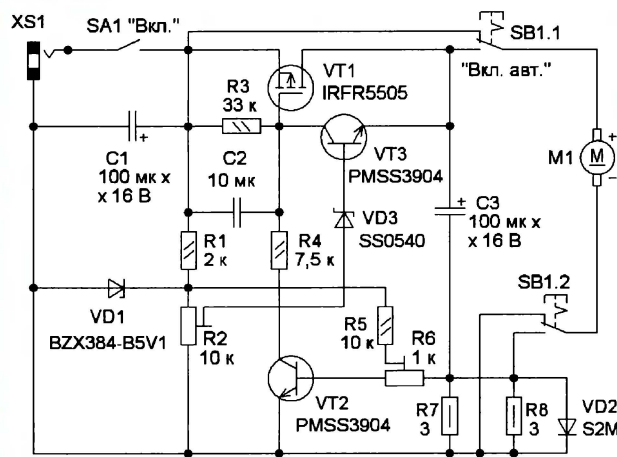 XS1
SA1 "Вкл."
SB1.1
VT1
IRFR5505
"Вкл. авт."
R3
33 к
+
M1
M
−
C1
100 мк х
х 16 В
+
C2
10 мк
VT3
PMSS3904
VD3
SS0540
+
C3
100 мк х
х 16 В
R1
2 к
R4
7,5 к
SB1.2
VD1
BZX384-B5V1
R2
10 к
R5
10 к
R6
1 к
VT2
PMSS3904
R7
3
R8
3
VD2
S2M